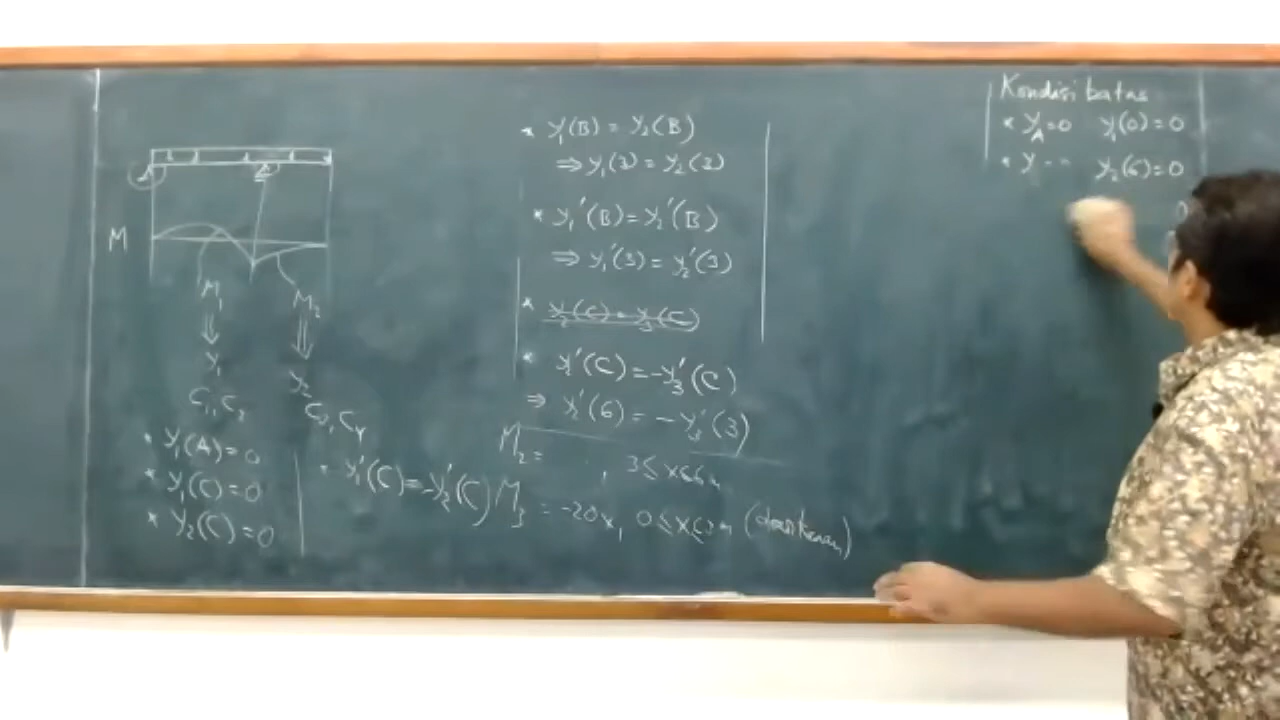 M
M₁
M₂
y₁
y₂
C₁, C₂
C₃, C₄
* y₁(A) = 0
* y₁(C) = 0
* y₂(C) = 0
* y₁'(C) = -y₂'(C)
* y₁(B) = y₂(B)
⇒ y₁(3) = y₂(3)
* y₁'(B) = y₂'(B)
⇒ y₁'(3) = y₂'(3)
* y₂(C) = y₃(C)
* y₂'(C) = -y₃'(C)
⇒ y₂'(6) = -y₃'(3)
M₂ = , 3 ≤ x ≤ 6 m
M₃ = -20x, 0 ≤ x ≤ 3 m (dari kanan)
Kondisi batas
* y_A = 0 y₁(0) = 0
* y y₂(6) = 0